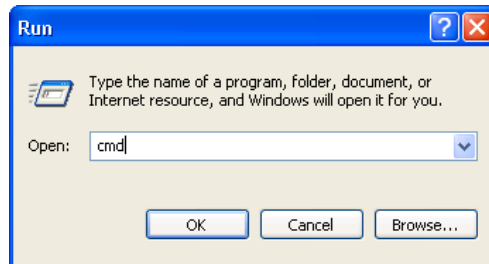 Run
Type the name of a program, folder, document, or
Internet resource, and Windows will open it for you.
Open: cmd
OK Cancel Browse...